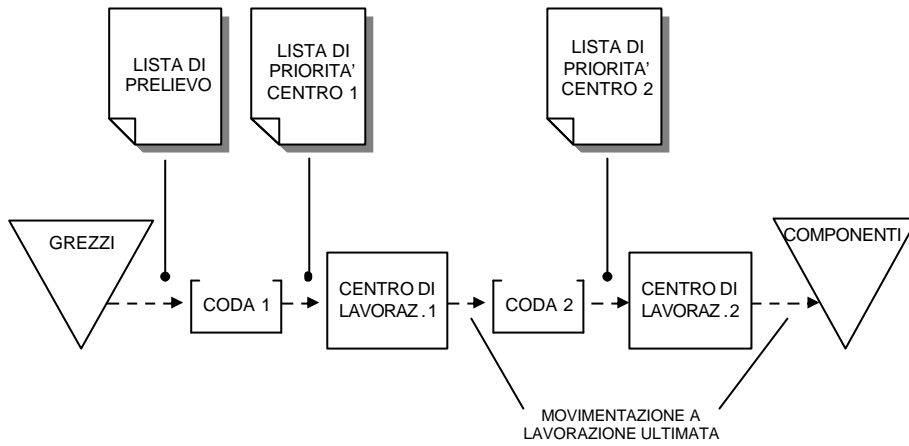 LISTA DI
PRELIEVO
LISTA DI
PRIORITA'
CENTRO 1
LISTA DI
PRIORITA'
CENTRO 2
GREZZI
CODA 1
CENTRO DI
LAVORAZ.1
CODA 2
CENTRO DI
LAVORAZ.2
COMPONENTI
MOVIMENTAZIONE A
LAVORAZIONE ULTIMATA